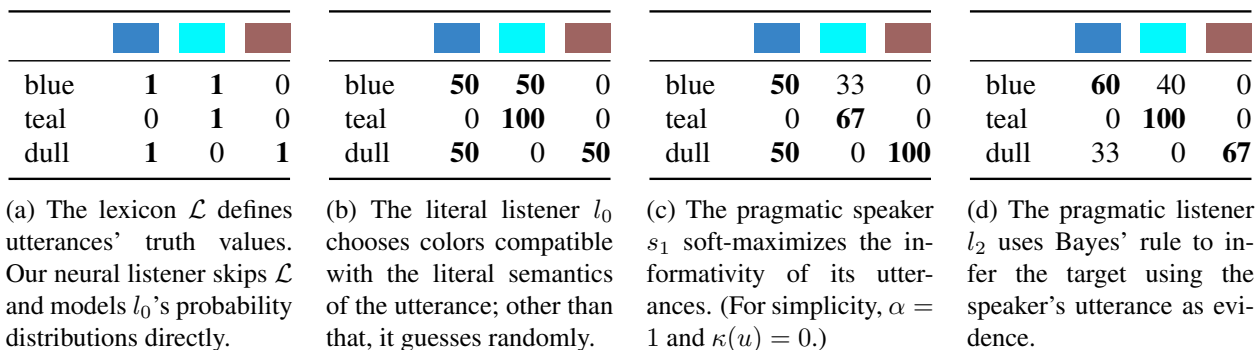 blue 1 1 0
teal 0 1 0
dull 1 0 1
(a) The lexicon ℒ defines
utterances' truth values.
Our neural listener skips ℒ
and models l₀'s probability
distributions directly.
blue 50 50 0
teal 0 100 0
dull 50 0 50
(b) The literal listener l₀
chooses colors compatible
with the literal semantics
of the utterance; other than
that, it guesses randomly.
blue 50 33 0
teal 0 67 0
dull 50 0 100
(c) The pragmatic speaker
s₁ soft-maximizes the in-
formativity of its utter-
ances. (For simplicity, α =
1 and κ(u) = 0.)
blue 60 40 0
teal 0 100 0
dull 33 0 67
(d) The pragmatic listener
l₂ uses Bayes' rule to in-
fer the target using the
speaker's utterance as evi-
dence.